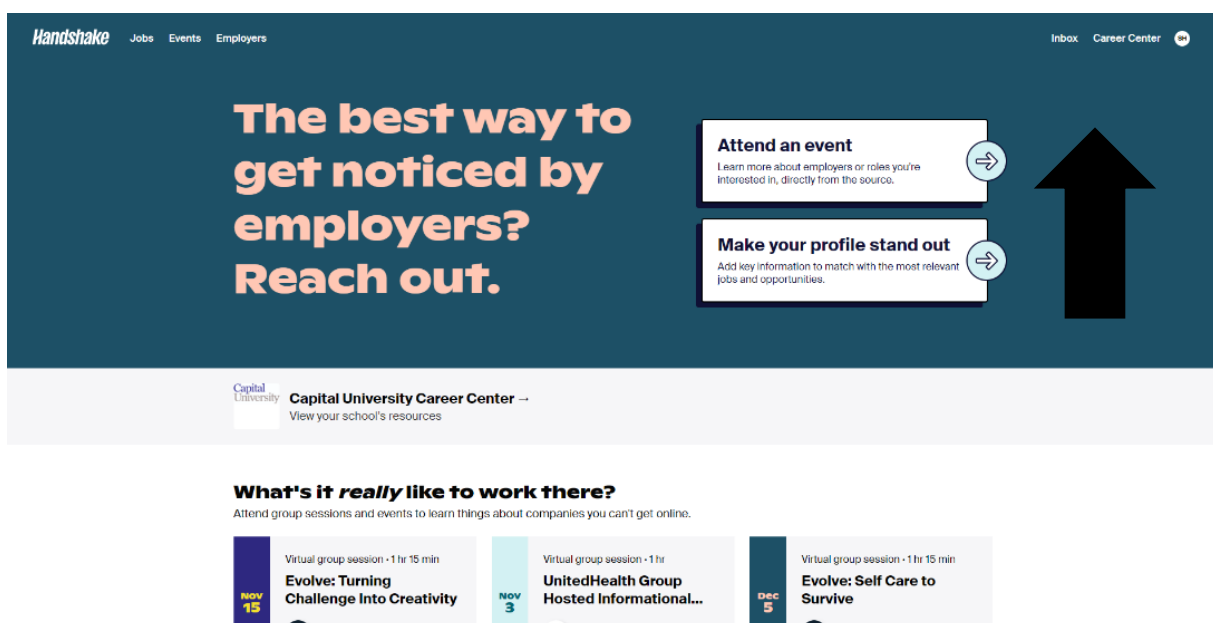 Handshake Jobs Events Employers Inbox Career Center BH
The best way to
get noticed by
employers?
Reach out.
Attend an event
Learn more about employers or roles you're
interested in, directly from the source.
Make your profile stand out
Add key information to match with the most relevant
jobs and opportunities.
Capital
University
Capital University Career Center →
View your school's resources
What's it really like to work there?
Attend group sessions and events to learn things about companies you can't get online.
Nov
15
Virtual group session • 1 hr 15 min
Evolve: Turning
Challenge Into Creativity
Nov
3
Virtual group session • 1 hr
UnitedHealth Group
Hosted Informational...
Dec
5
Virtual group session • 1 hr 15 min
Evolve: Self Care to
Survive